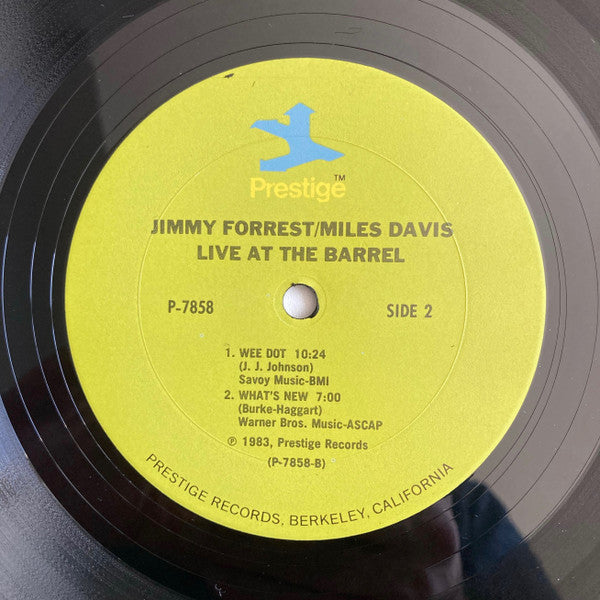 Prestige™
JIMMY FORREST/MILES DAVIS
LIVE AT THE BARREL
P-7858
SIDE 2
1. WEE DOT 10:24
(J. J. Johnson)
Savoy Music-BMI
2. WHAT'S NEW 7:00
(Burke-Haggart)
Warner Bros. Music-ASCAP
℗ 1983, Prestige Records
(P-7858-B)
PRESTIGE RECORDS, BERKELEY, CALIFORNIA